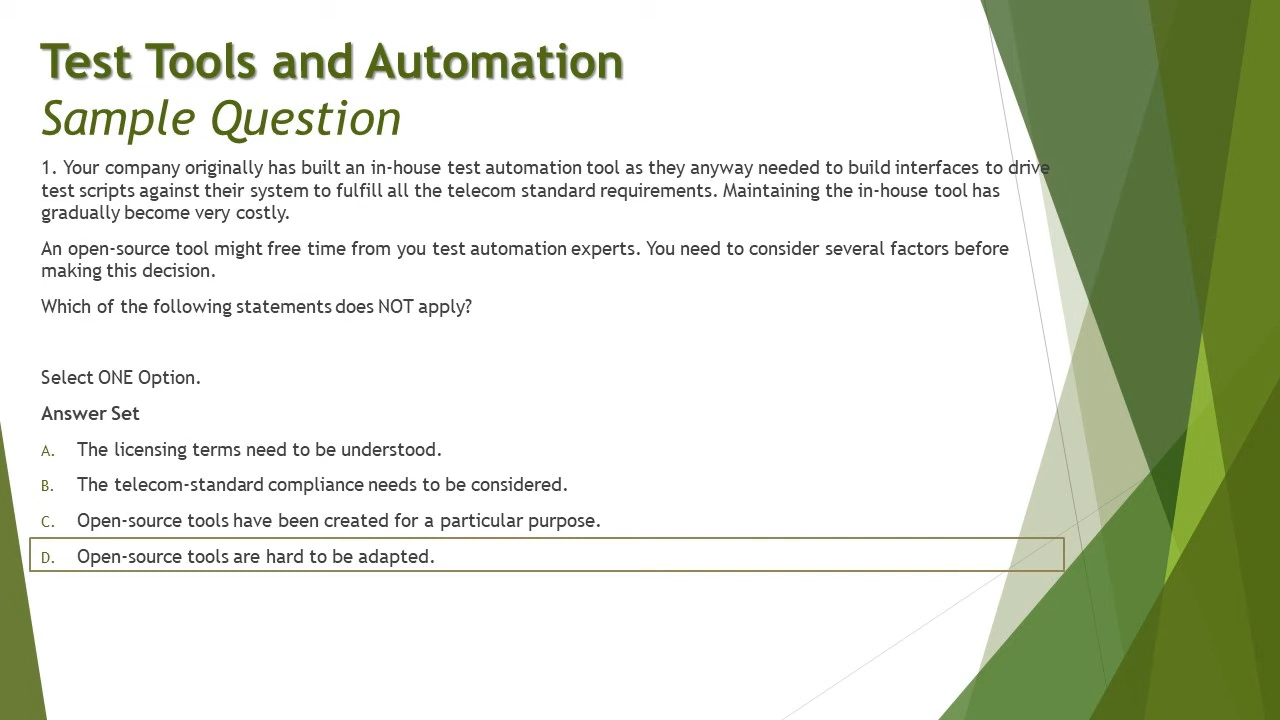 Test Tools and Automation
Sample Question
1. Your company originally has built an in-house test automation tool as they anyway needed to build interfaces to drive
test scripts against their system to fulfill all the telecom standard requirements. Maintaining the in-house tool has
gradually become very costly.
An open-source tool might free time from you test automation experts. You need to consider several factors before
making this decision.
Which of the following statements does NOT apply?
Select ONE Option.
Answer Set
A. The licensing terms need to be understood.
B. The telecom-standard compliance needs to be considered.
C. Open-source tools have been created for a particular purpose.
D. Open-source tools are hard to be adapted.